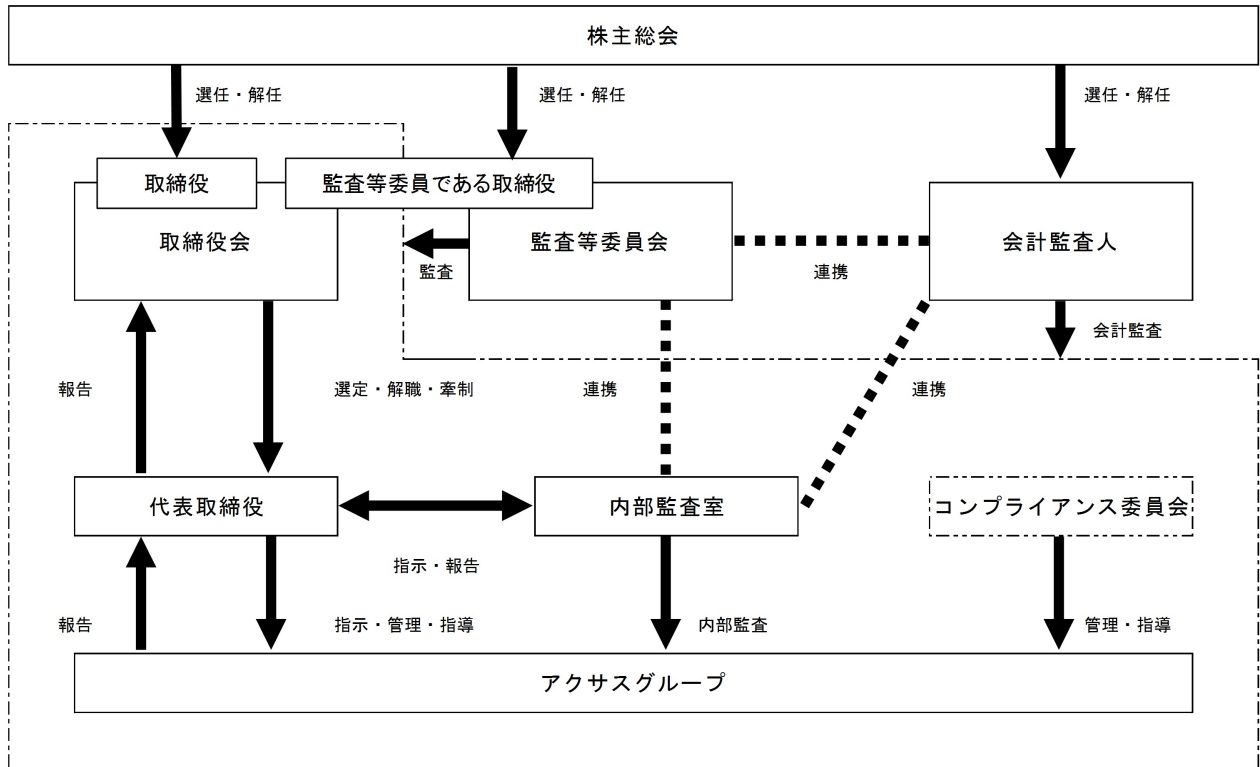 株主総会
選任・解任
選任・解任
選任・解任
取締役
監査等委員である取締役
取締役会
監査等委員会
会計監査人
監査
連携
会計監査
報告
選定・解職・牽制
連携
連携
代表取締役
内部監査室
コンプライアンス委員会
指示・報告
報告
指示・管理・指導
内部監査
管理・指導
アクサスグループ